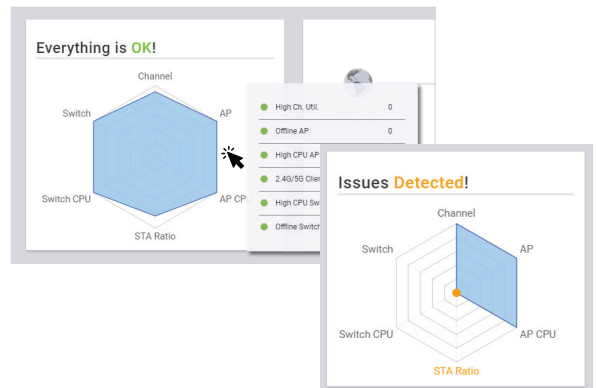 Everything is OK!
Channel
Switch
AP
Switch CPU
AP CP
STA Ratio
High Ch. Util. 0
Offline AP 0
High CPU AP
2.4G/5G Clien
High CPU Sw
Offline Switch
Issues Detected!
Channel
Switch
AP
Switch CPU
AP CPU
STA Ratio